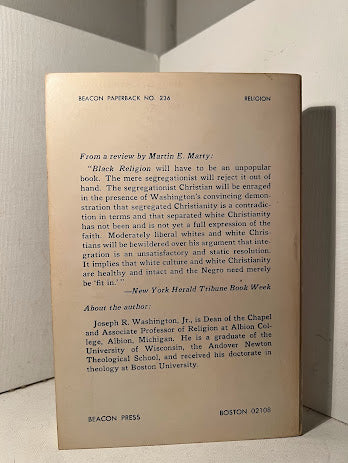 BEACON PAPERBACK NO. 236 RELIGION
From a review by Martin E. Marty:
"Black Religion will have to be an unpopular
book. The mere segregationist will reject it out of
hand. The segregationist Christian will be enraged
in the presence of Washington's convincing demon-
stration that segregated Christianity is a contradic-
tion in terms and that separated white Christianity
has not been and is not yet a full expression of the
faith. Moderately liberal whites and white Chris-
tians will be bewildered over his argument that inte-
gration is an unsatisfactory and static resolution.
It implies that white culture and white Christianity
are healthy and intact and the Negro need merely
be 'fit in.'"
—New York Herald Tribune Book Week
About the author:
Joseph R. Washington, Jr., is Dean of the Chapel
and Associate Professor of Religion at Albion Col-
lege, Albion, Michigan. He is a graduate of the
University of Wisconsin, the Andover Newton
Theological School, and received his doctorate in
theology at Boston University.
BEACON PRESS BOSTON 02108